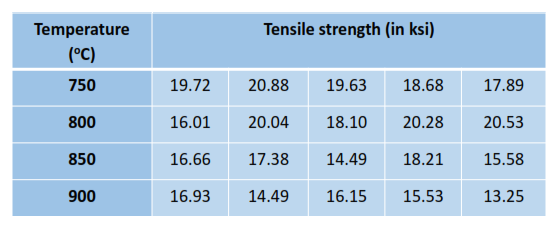 Temperature Tensile strength (in ksi)
(ºC)
750 19.72 20.88 19.63 18.68 17.89
800 16.01 20.04 18.10 20.28 20.53
850 16.66 17.38 14.49 18.21 15.58
900 16.93 14.49 16.15 15.53 13.25